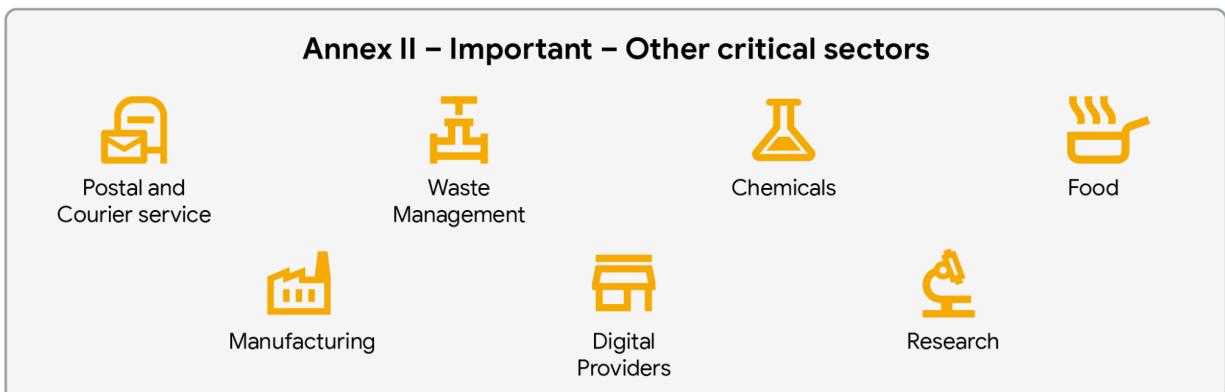 Annex II – Important – Other critical sectors
Postal and
Courier service
Waste
Management
Chemicals
Food
Manufacturing
Digital
Providers
Research